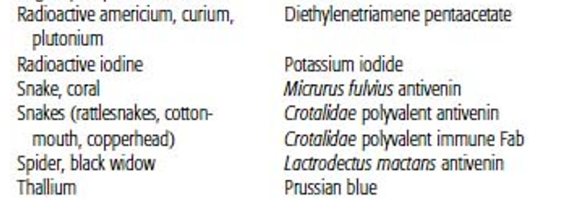 Radioactive americium, curium, Diethylenetriamene pentaacetate
plutonium
Radioactive iodine Potassium iodide
Snake, coral Micrurus fulvius antivenin
Snakes (rattlesnakes, cotton- Crotalidae polyvalent antivenin
mouth, copperhead) Crotalidae polyvalent immune Fab
Spider, black widow Lactrodectus mactans antivenin
Thallium Prussian blue